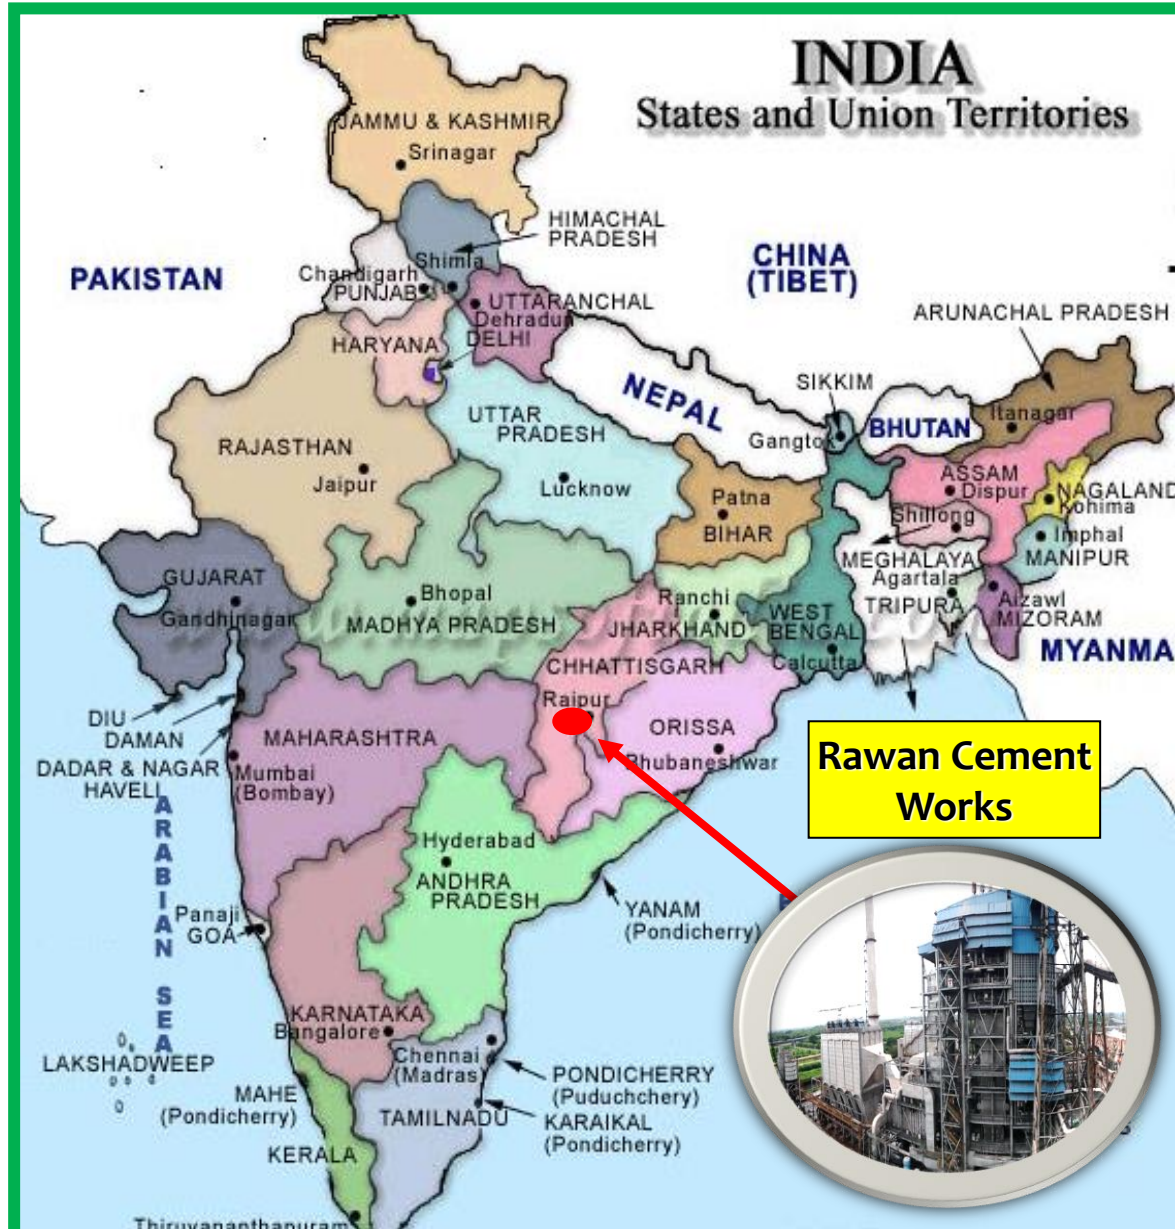 INDIA
States and Union Territories
JAMMU & KASHMIR
Srinagar
HIMACHAL
PRADESH
Shimla
CHINA
(TIBET)
PAKISTAN
Chandigarh
PUNJAB
UTTARANCHAL
Dehradun
ARUNACHAL PRADESH
HARYANA
DELHI
NEPAL
SIKKIM
BHUTAN
Itanagar
UTTAR
PRADESH
Gangtok
RAJASTHAN
Jaipur
Lucknow
ASSAM
Dispur
NAGALAND
Kohima
Patna
BIHAR
Shillong
Imphal
MANIPUR
MEGHALAYA
GUJARAT
Gandhinagar
Bhopal
MADHYA PRADESH
Ranchi
JHARKHAND
WEST
BENGAL
Calcutta
Agartala
TRIPURA
Aizawl
MIZORAM
MYANMA
CHHATTISGARH
Raipur
DIU
DAMAN
DADAR & NAGAR
HAVELI
MAHARASHTRA
Mumbai
(Bombay)
ORISSA
Bhubaneshwar
Rawan Cement
Works
ARABIAN SEA
Hyderabad
ANDHRA
PRADESH
YANAM
(Pondicherry)
Panaji
GOA
KARNATAKA
Bangalore
LAKSHADWEEP
Chennai
(Madras)
PONDICHERRY
(Puduchchery)
MAHE
(Pondicherry)
TAMILNADU
KARAIKAL
(Pondicherry)
KERALA
Thiruvananthapuram